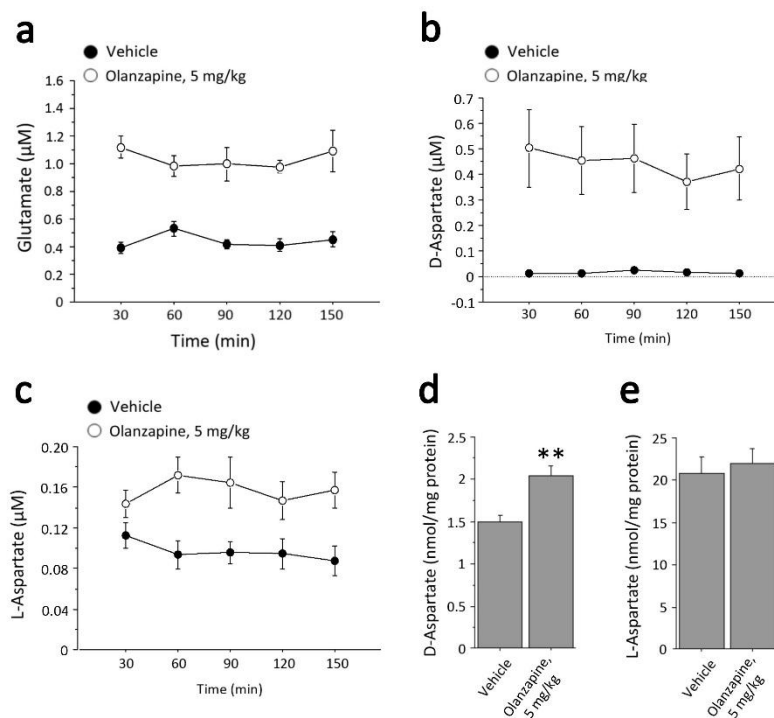 a
Vehicle
Olanzapine, 5 mg/kg
Glutamate (µM)
1.6
1.4
1.2
1.0
0.8
0.6
0.4
0.2
0
30 60 90 120 150
Time (min)
b
Vehicle
Olanzapine, 5 mg/kg
D-Aspartate (µM)
0.7
0.6
0.5
0.4
0.3
0.2
0.1
0
-0.1
30 60 90 120 150
Time (min)
c
Vehicle
Olanzapine, 5 mg/kg
L-Aspartate (µM)
0.20
0.16
0.12
0.08
0.04
0
30 60 90 120 150
Time (min)
d
D-Aspartate (nmol/mg protein)
2.5
2
1.5
1
0.5
0
**
Vehicle
Olanzapine,
5 mg/kg
e
L-Aspartate (nmol/mg protein)
25
20
15
10
5
0
Vehicle
Olanzapine,
5 mg/kg